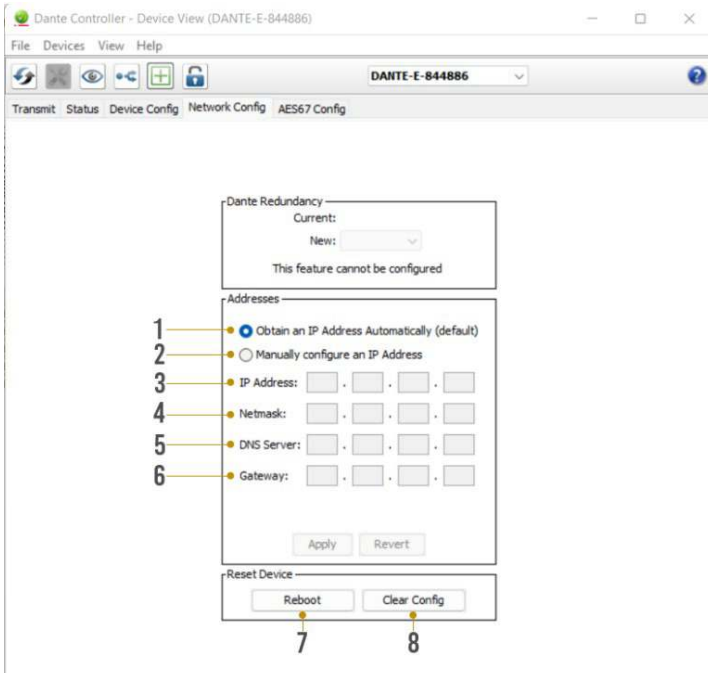 Dante Controller - Device View (DANTE-E-844886)
File Devices View Help
DANTE-E-844886
?
Transmit Status Device Config Network Config AES67 Config
Dante Redundancy
Current:
New:
This feature cannot be configured
Addresses
1 Obtain an IP Address Automatically (default)
2 Manually configure an IP Address
3 IP Address: . . .
4 Netmask: . . .
5 DNS Server: . . .
6 Gateway: . . .
Apply Revert
Reset Device
Reboot Clear Config
7 8